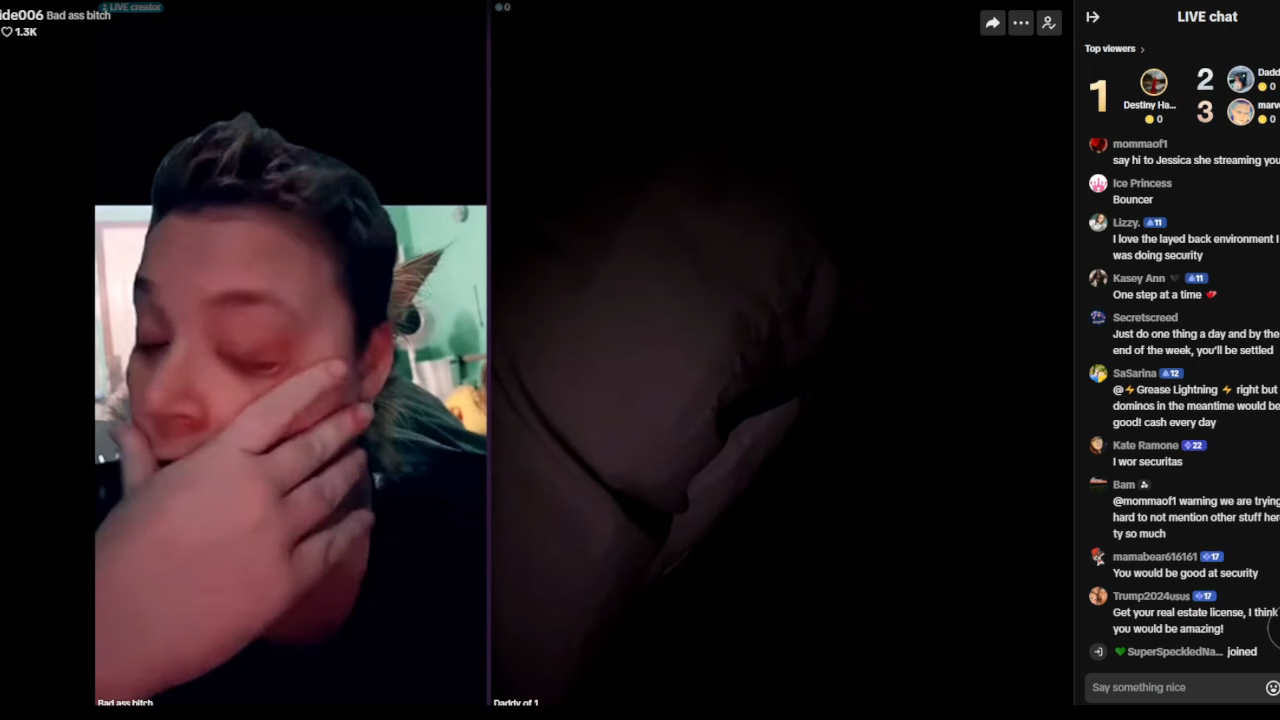 ide006 Bad ass bitch
1.3K
LIVE creator
0
LIVE chat
Top viewers
1
Destiny Ha...
0
2
Dadd
0
3
marv
0
mommaof1
say hi to Jessica she streaming you
Ice Princess
Bouncer
Lizzy. 11
I love the layed back environment I
was doing security
Kasey Ann 🖤 11
One step at a time 💕
Secretscreed
Just do one thing a day and by the
end of the week, you'll be settled
SaSarina 12
@⚡Grease Lightning ⚡ right but
dominos in the meantime would be
good! cash every day
Kate Ramone 22
I wor securitas
Bam
@mommaof1 warning we are trying
hard to not mention other stuff her
ty so much
mamabear616161 17
You would be good at security
Trump2024usus 17
Get your real estate license, I think
you would be amazing!
💚 SuperSpeckledNa... joined
Say something nice
Bad ass bitch
Daddy of 1